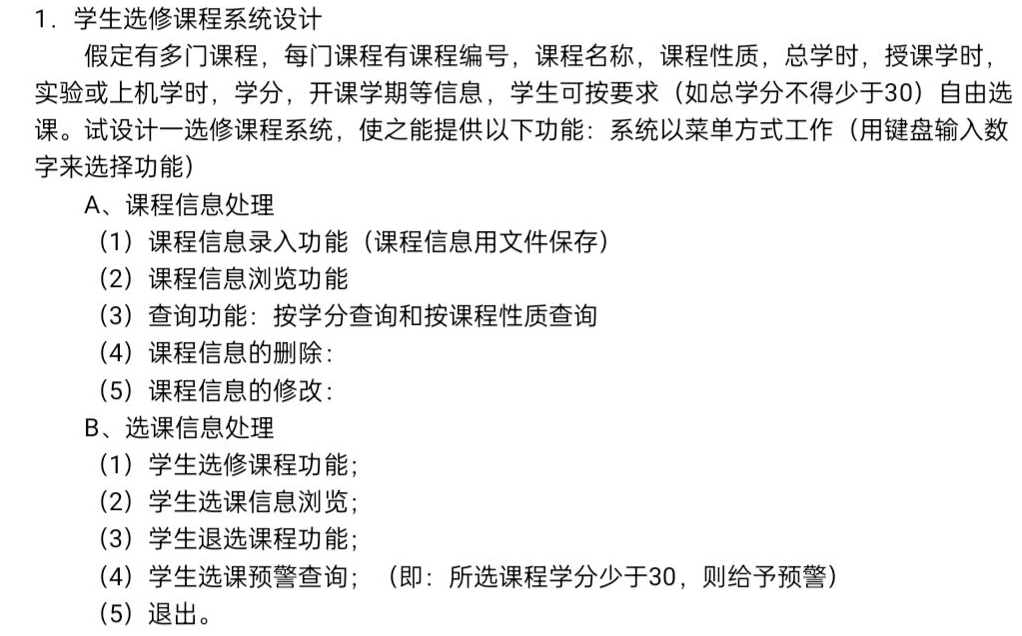 1. 学生选修课程系统设计
假定有多门课程，每门课程有课程编号，课程名称，课程性质，总学时，授课学时，
实验或上机学时，学分，开课学期等信息，学生可按要求（如总学分不得少于30）自由选
课。试设计一选修课程系统，使之能提供以下功能：系统以菜单方式工作（用键盘输入数
字来选择功能）
A、课程信息处理
（1）课程信息录入功能（课程信息用文件保存）
（2）课程信息浏览功能
（3）查询功能：按学分查询和按课程性质查询
（4）课程信息的删除：
（5）课程信息的修改：
B、选课信息处理
（1）学生选修课程功能；
（2）学生选课信息浏览；
（3）学生退选课程功能；
（4）学生选课预警查询；（即：所选课程学分少于30，则给予预警）
（5）退出。